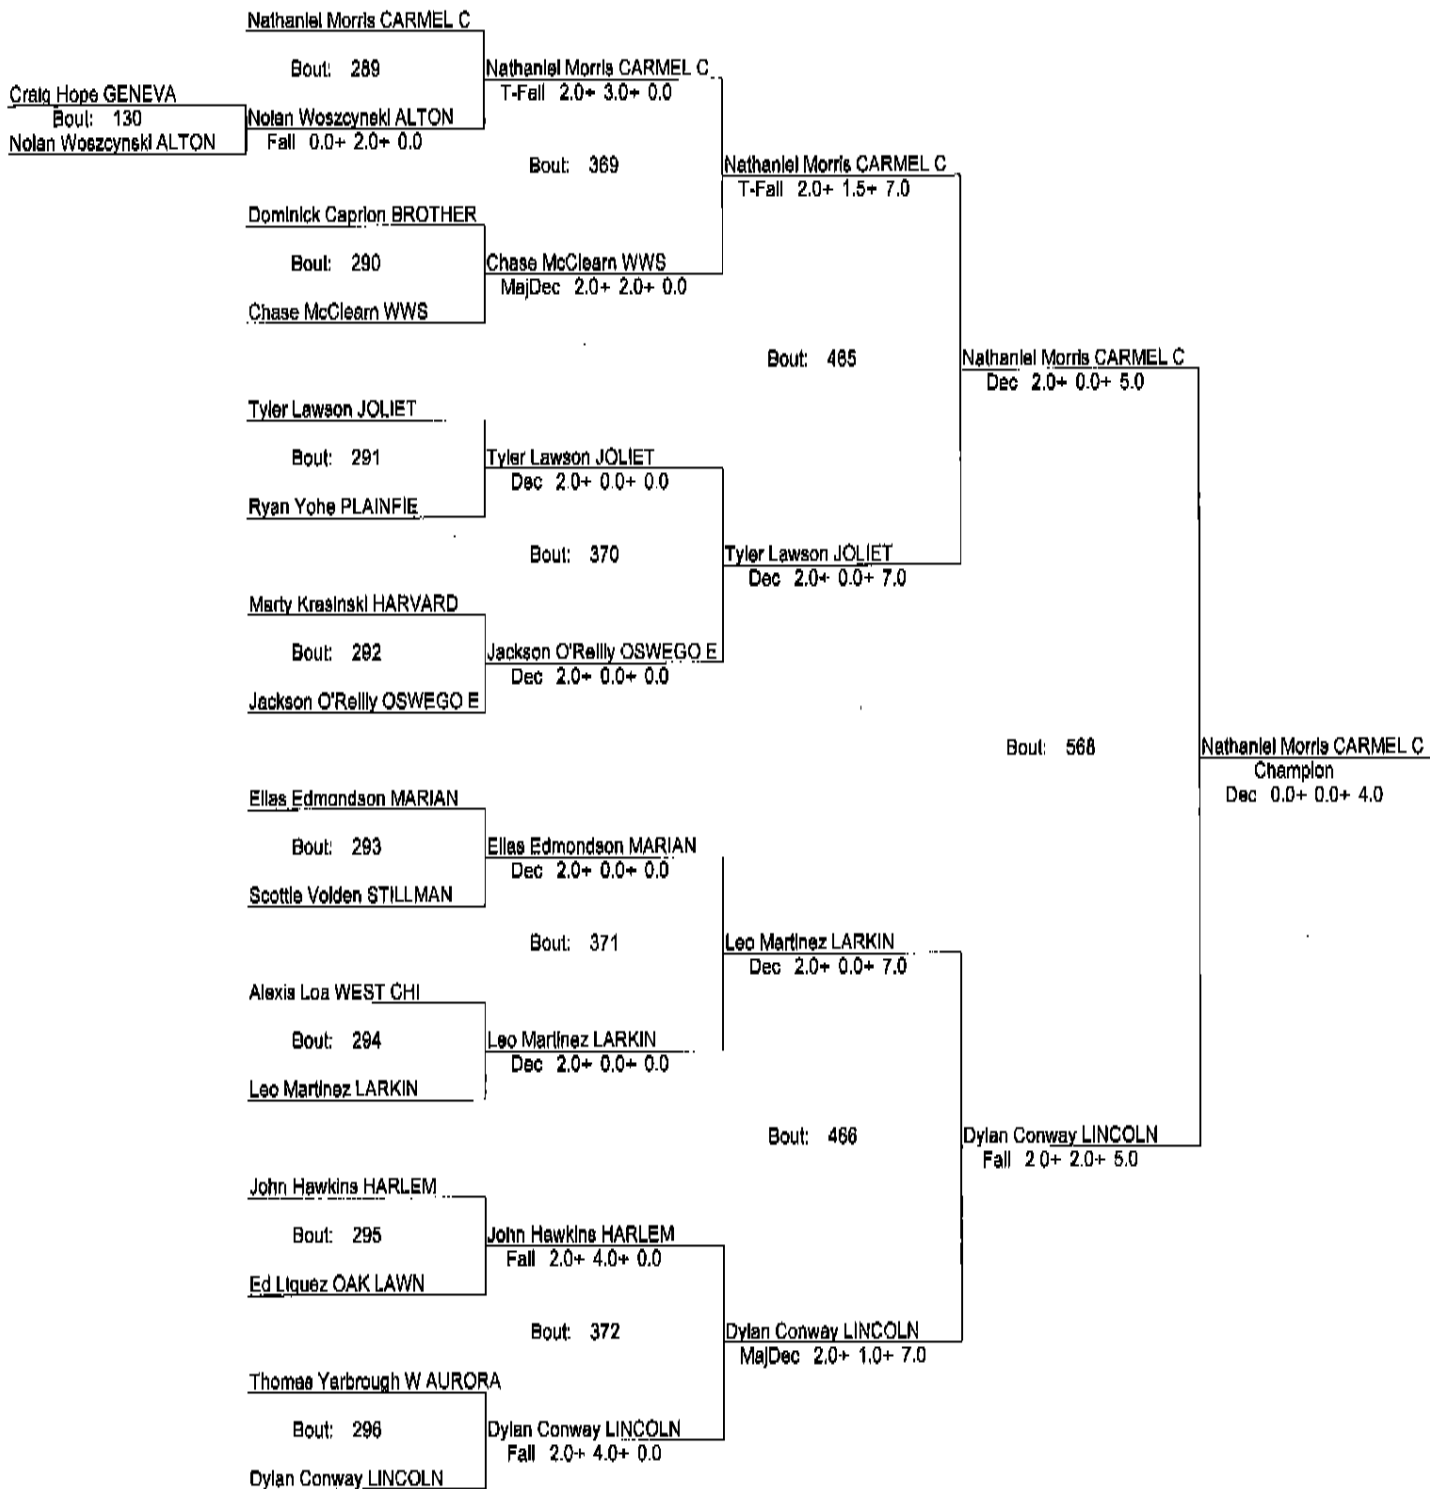 Nathaniel Morris CARMEL C
Bout: 289
Nathaniel Morris CARMEL C
T-Fall 2.0+ 3.0+ 0.0
Craig Hope GENEVA
Bout: 130
Nolan Woszcynski ALTON
Nolan Woszcynski ALTON
Fall 0.0+ 2.0+ 0.0
Bout: 369
Nathaniel Morris CARMEL C
T-Fall 2.0+ 1.5+ 7.0
Dominick Caprion BROTHER
Bout: 290
Chase McClearn WWS
MajDec 2.0+ 2.0+ 0.0
Chase McClearn WWS
Bout: 465
Nathaniel Morris CARMEL C
Dec 2.0+ 0.0+ 5.0
Tyler Lawson JOLIET
Bout: 291
Tyler Lawson JOLIET
Dec 2.0+ 0.0+ 0.0
Ryan Yohe PLAINFIE
Bout: 370
Tyler Lawson JOLIET
Dec 2.0+ 0.0+ 7.0
Marty Krasinski HARVARD
Bout: 292
Jackson O'Reilly OSWEGO E
Dec 2.0+ 0.0+ 0.0
Jackson O'Reilly OSWEGO E
Bout: 568
Nathaniel Morris CARMEL C
Champion
Dec 0.0+ 0.0+ 4.0
Elias Edmondson MARIAN
Bout: 293
Elias Edmondson MARIAN
Dec 2.0+ 0.0+ 0.0
Scottie Volden STILLMAN
Bout: 371
Leo Martinez LARKIN
Dec 2.0+ 0.0+ 7.0
Alexis Loa WEST CHI
Bout: 294
Leo Martinez LARKIN
Dec 2.0+ 0.0+ 0.0
Leo Martinez LARKIN
Bout: 466
Dylan Conway LINCOLN
Fall 2.0+ 2.0+ 5.0
John Hawkins HARLEM
Bout: 295
John Hawkins HARLEM
Fall 2.0+ 4.0+ 0.0
Ed Liquez OAK LAWN
Bout: 372
Dylan Conway LINCOLN
MajDec 2.0+ 1.0+ 7.0
Thomas Yarbrough W AURORA
Bout: 296
Dylan Conway LINCOLN
Fall 2.0+ 4.0+ 0.0
Dylan Conway LINCOLN